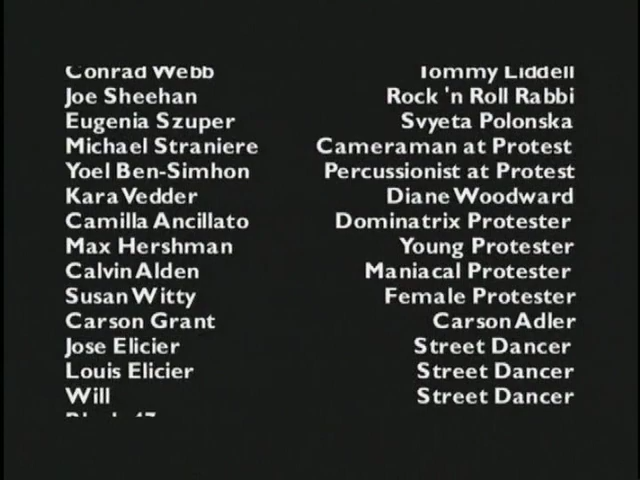 Conrad Webb Tommy Liddell
Joe Sheehan Rock 'n Roll Rabbi
Eugenia Szuper Svyeta Polonska
Michael Straniere Cameraman at Protest
Yoel Ben-Simhon Percussionist at Protest
Kara Vedder Diane Woodward
Camilla Ancillato Dominatrix Protester
Max Hershman Young Protester
Calvin Alden Maniacal Protester
Susan Witty Female Protester
Carson Grant Carson Adler
Jose Elicier Street Dancer
Louis Elicier Street Dancer
Will Street Dancer